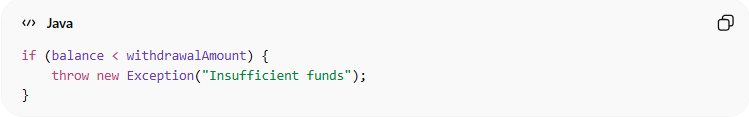 </> Java
if (balance < withdrawalAmount) {
    throw new Exception("Insufficient funds");
}